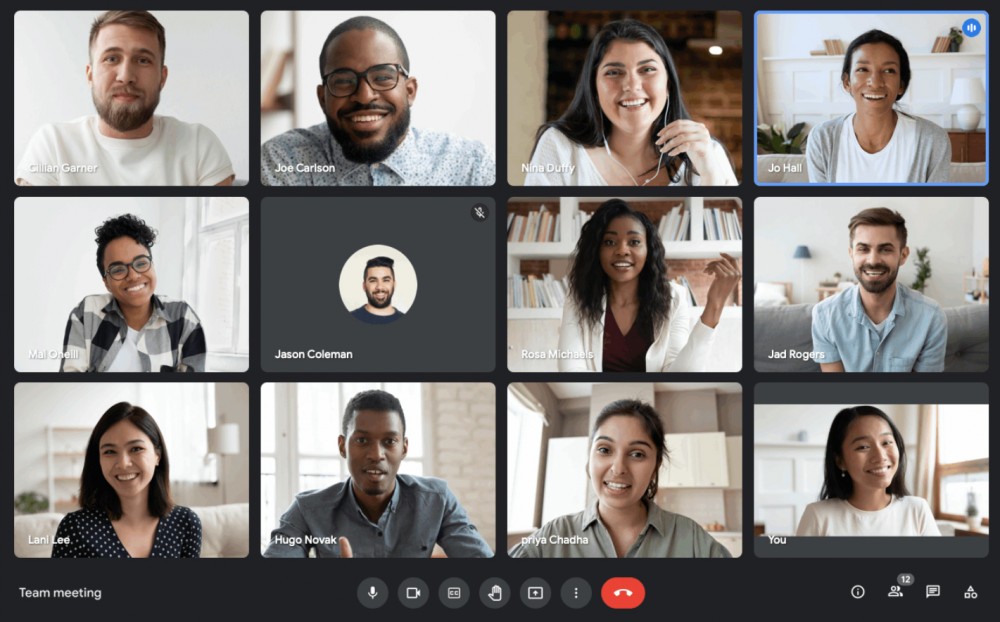 Cillian Garner
Joe Carlson
Nina Duffy
Jo Hall
Mai Oneill
Jason Coleman
Rosa Michaels
Jad Rogers
Lani Lee
Hugo Novak
priya Chadha
You
Team meeting
CC
12